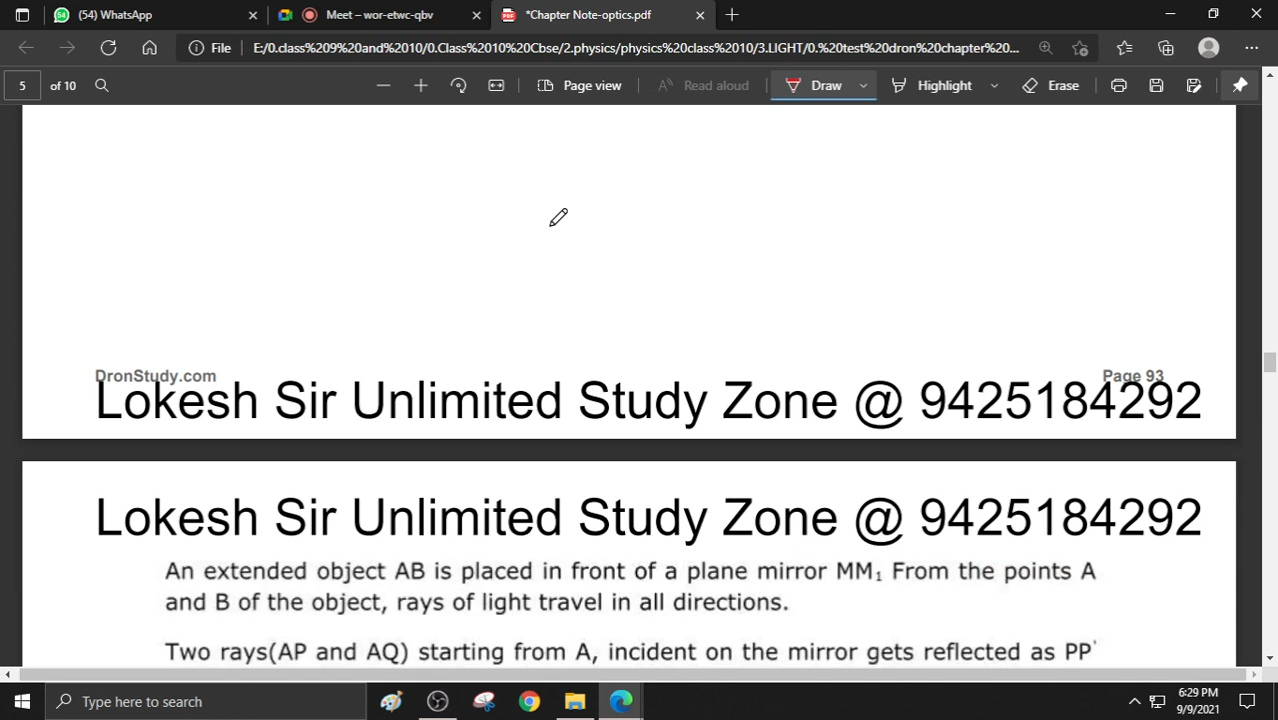 (54) WhatsApp
Meet – wor-etwc-qbv
*Chapter Note-optics.pdf
File
E:/0.class%209%20and%2010/0.Class%2010%20Cbse/2.physics/physics%20class%2010/3.LIGHT/0.%20test%20dron%20chapter%20...
5 of 10
Page view
Read aloud
Draw
Highlight
Erase
DronStudy.com
Page 93
Lokesh Sir Unlimited Study Zone @ 9425184292
Lokesh Sir Unlimited Study Zone @ 9425184292
An extended object AB is placed in front of a plane mirror MM₁ From the points A
and B of the object, rays of light travel in all directions.
Two rays(AP and AQ) starting from A, incident on the mirror gets reflected as PP'
Type here to search
6:29 PM
9/9/2021